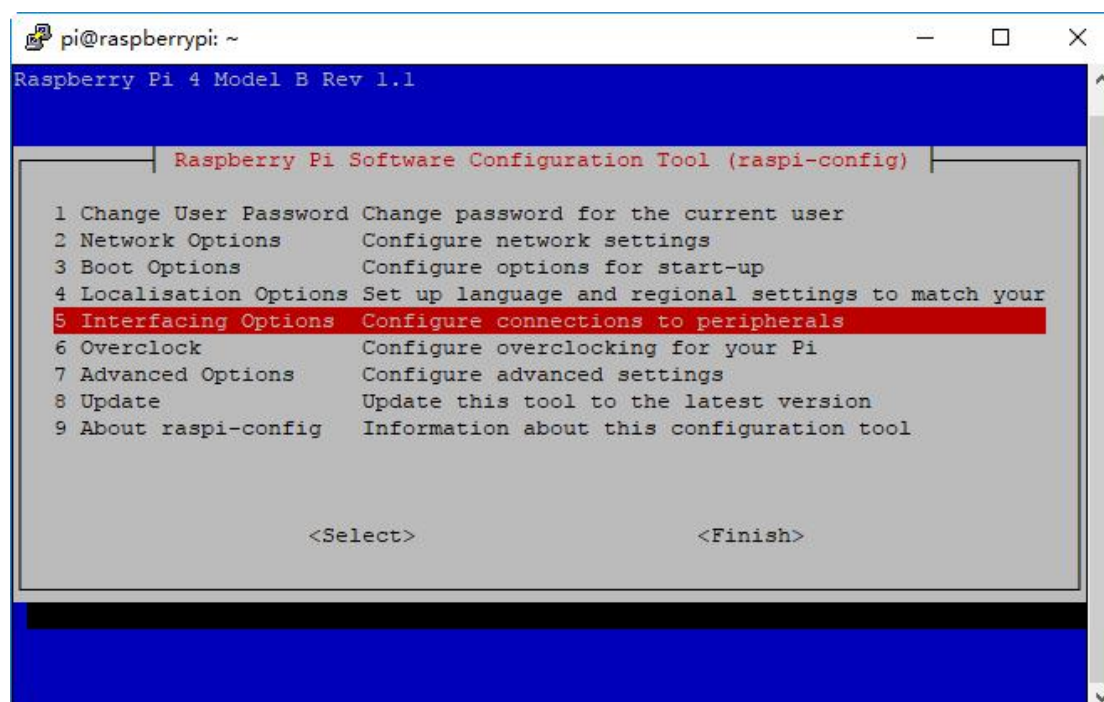 pi@raspberrypi: ~
Raspberry Pi 4 Model B Rev 1.1
Raspberry Pi Software Configuration Tool (raspi-config)
1 Change User Password Change password for the current user
2 Network Options Configure network settings
3 Boot Options Configure options for start-up
4 Localisation Options Set up language and regional settings to match your
5 Interfacing Options Configure connections to peripherals
6 Overclock Configure overclocking for your Pi
7 Advanced Options Configure advanced settings
8 Update Update this tool to the latest version
9 About raspi-config Information about this configuration tool
<Select> <Finish>